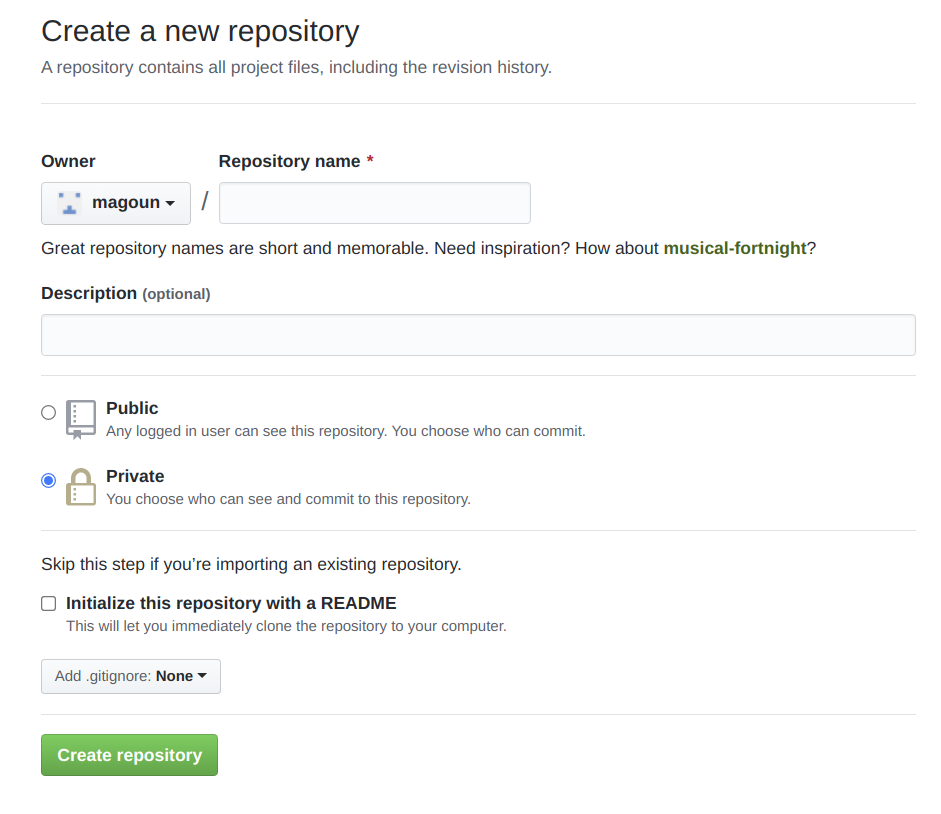 Create a new repository
A repository contains all project files, including the revision history.
Owner
Repository name *
magoun
/
Great repository names are short and memorable. Need inspiration? How about musical-fortnight?
Description (optional)
Public
Any logged in user can see this repository. You choose who can commit.
Private
You choose who can see and commit to this repository.
Skip this step if you’re importing an existing repository.
Initialize this repository with a README
This will let you immediately clone the repository to your computer.
Add .gitignore: None
Create repository